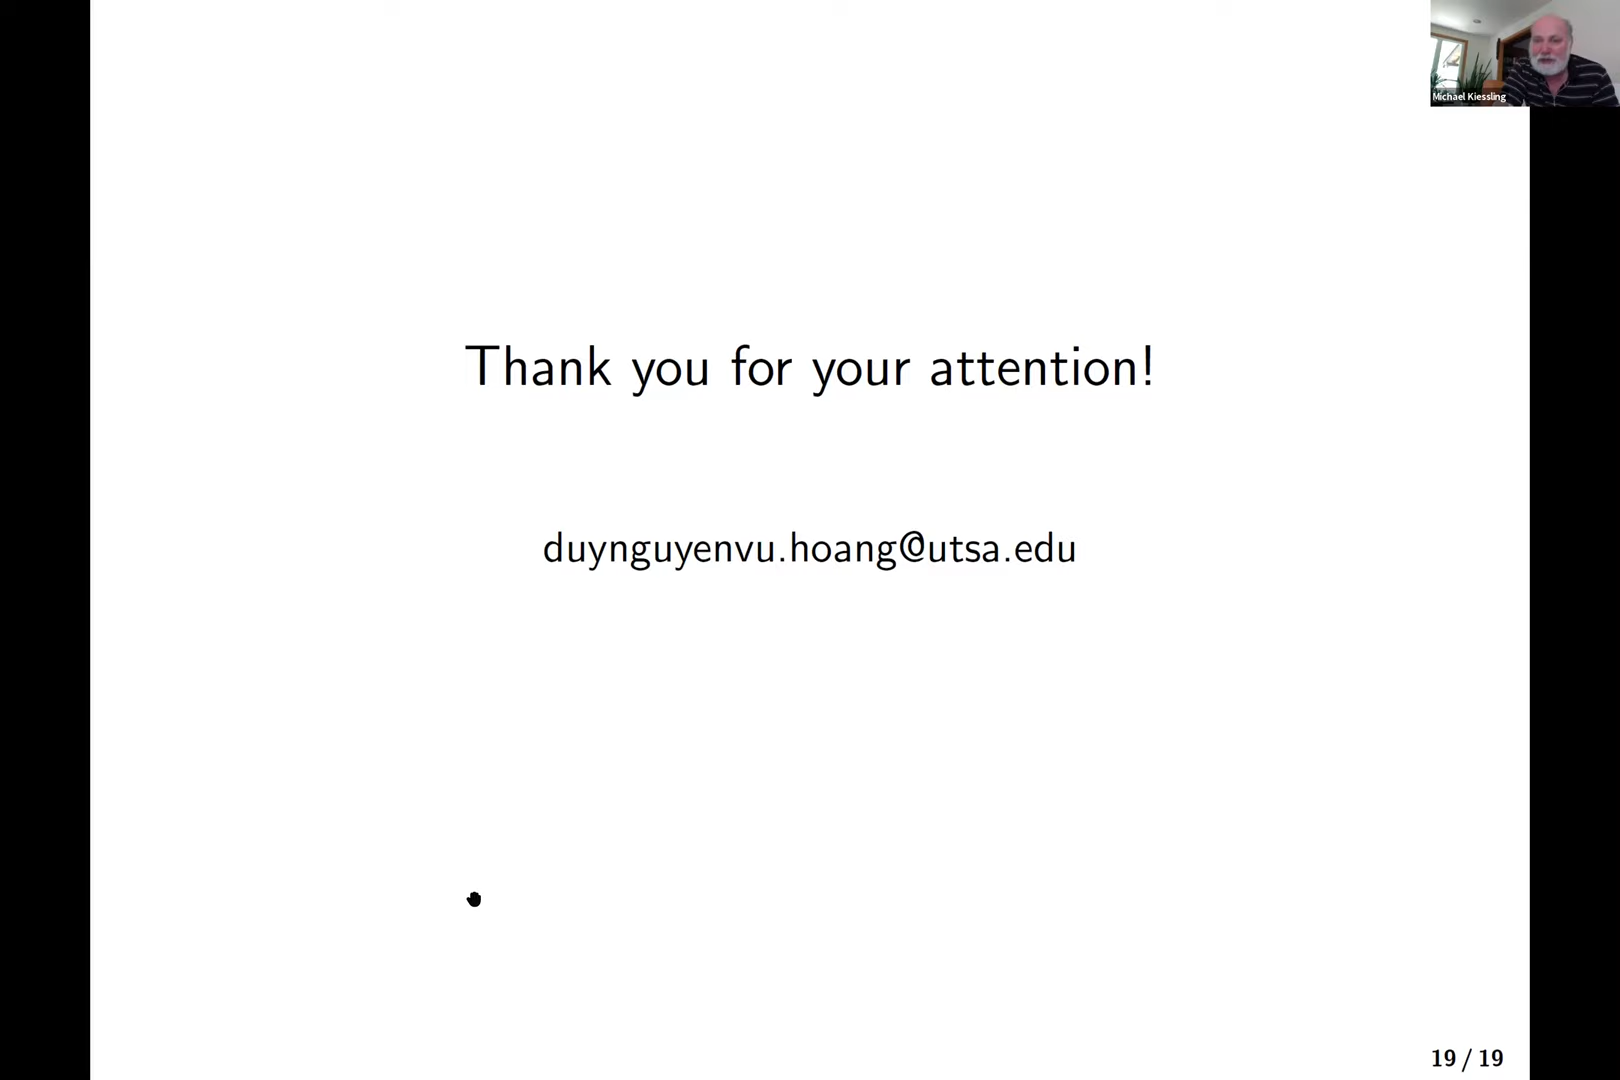 Michael Kiessling
Thank you for your attention!
duynguyenvu.hoang@utsa.edu
19 / 19